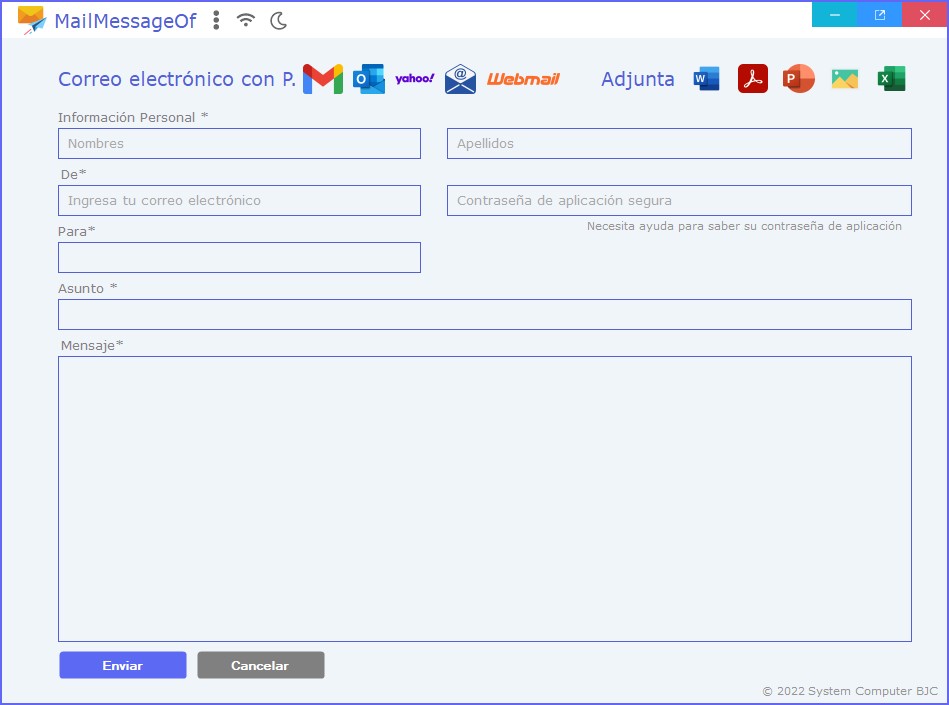 MailMessageOf
Correo electrónico con P. yahoo! Webmail Adjunta W P X
Información Personal *
Nombres Apellidos
De*
Ingresa tu correo electrónico Contraseña de aplicación segura
Necesita ayuda para saber su contraseña de aplicación
Para*
Asunto *
Mensaje*
Enviar Cancelar
© 2022 System Computer BJC